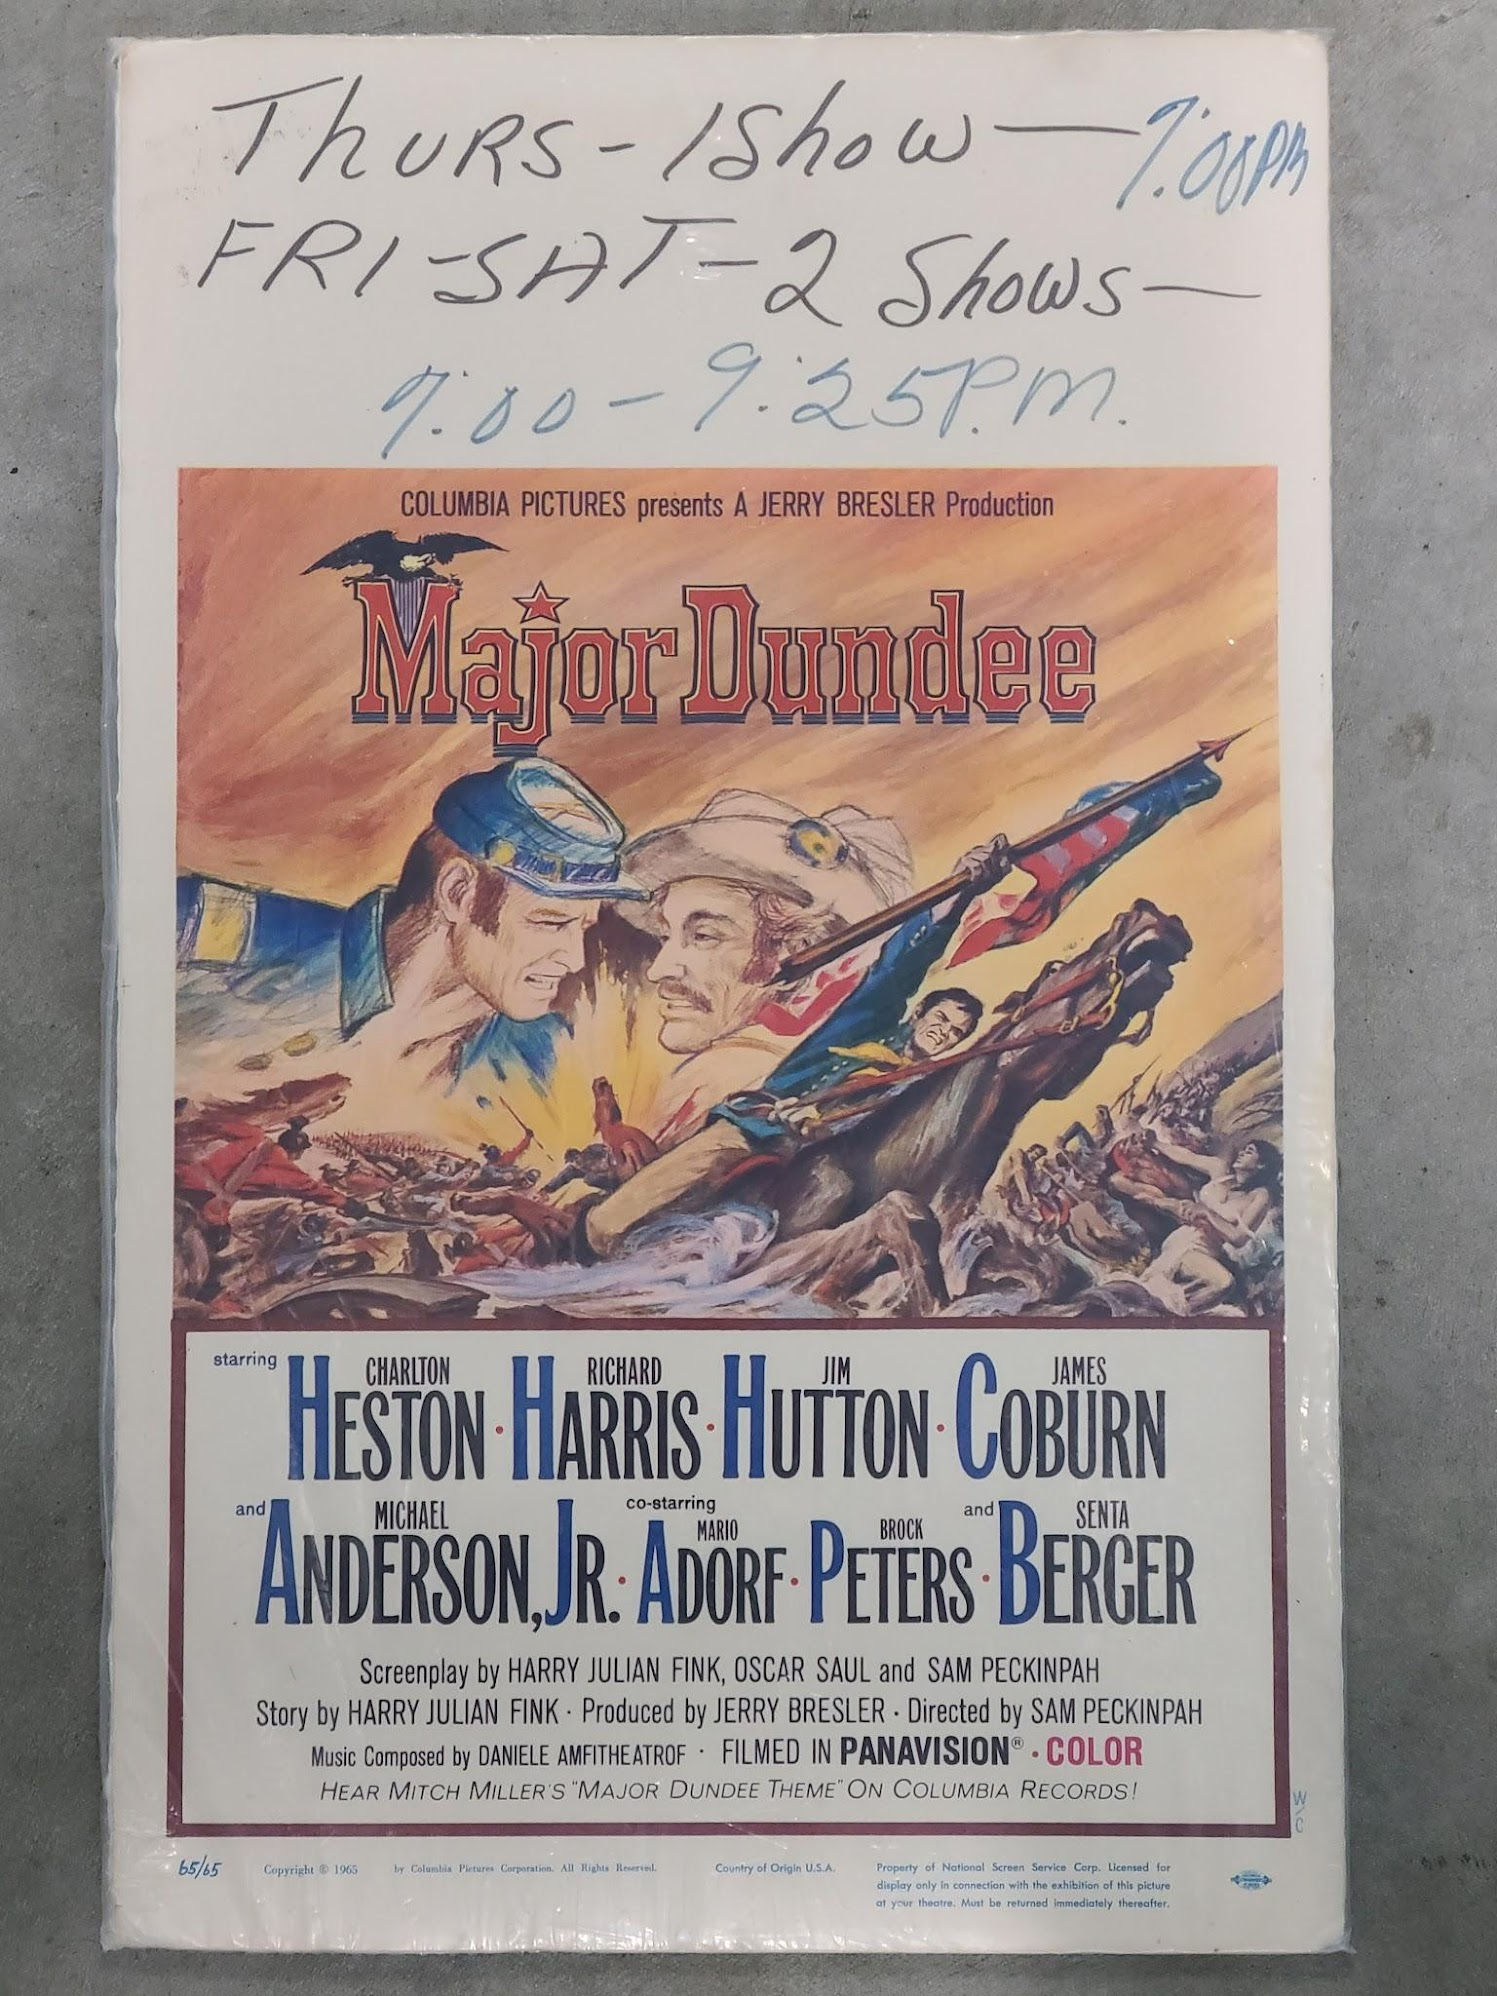 THURS - 1 Show — 7:00 PM
FRI - SAT - 2 Shows —
7:00 - 9:25 P.M.
COLUMBIA PICTURES presents A JERRY BRESLER Production
Major Dundee
starring CHARLTON HESTON · RICHARD HARRIS · JIM HUTTON · JAMES COBURN
and MICHAEL ANDERSON, JR. · co-starring MARIO ADORF · BROCK PETERS · and SENTA BERGER
Screenplay by HARRY JULIAN FINK, OSCAR SAUL and SAM PECKINPAH
Story by HARRY JULIAN FINK · Produced by JERRY BRESLER · Directed by SAM PECKINPAH
Music Composed by DANIELE AMFITHEATROF · FILMED IN PANAVISION® · COLOR
HEAR MITCH MILLER'S "MAJOR DUNDEE THEME" ON COLUMBIA RECORDS!
W/C
65/65 Copyright © 1965 by Columbia Pictures Corporation. All Rights Reserved. Country of Origin U.S.A.
Property of National Screen Service Corp. Licensed for
display only in connection with the exhibition of this picture
at your theatre. Must be returned immediately thereafter.